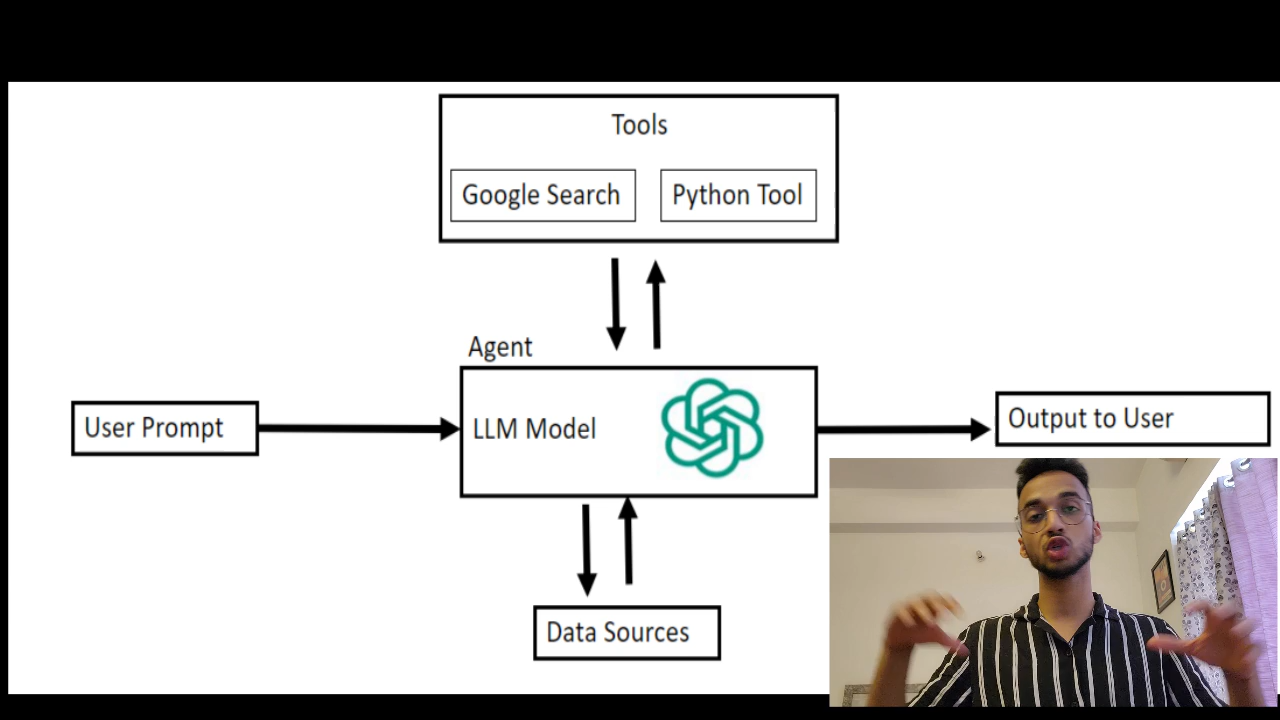 Tools
Google Search
Python Tool
Agent
User Prompt
LLM Model
Output to User
Data Sources